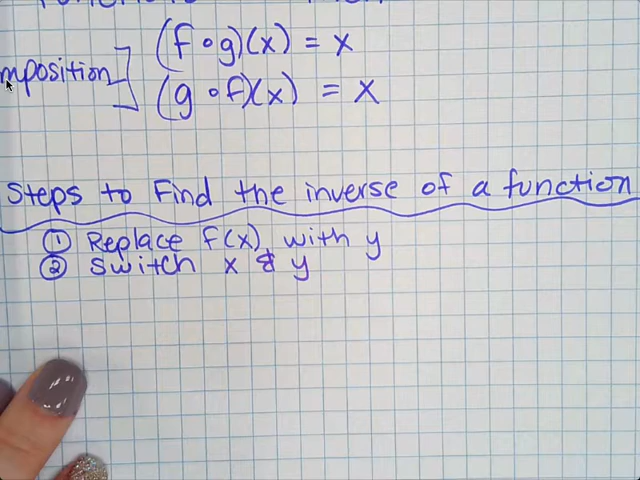 (f∘g)(x) = x
mposition]
(g∘f)(x) = x
Steps to Find the inverse of a function
① Replace f(x) with y
② Switch x & y